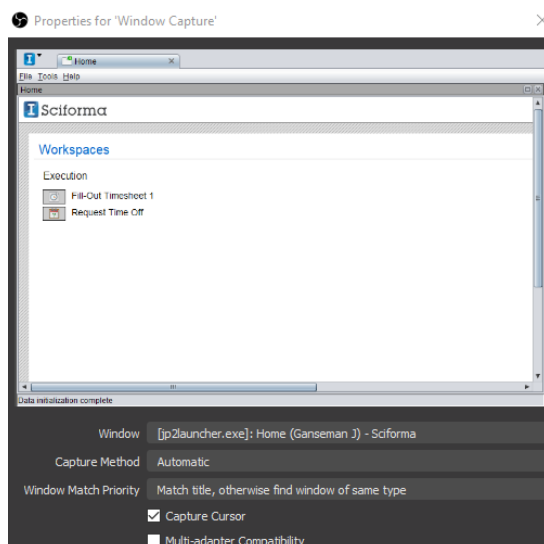 Properties for 'Window Capture'
Home
File Tools Help
Home
Sciforma
Workspaces
Execution
Fill-Out Timesheet 1
Request Time Off
Data initialization complete
Window [jp2launcher.exe]: Home (Ganseman J) - Sciforma
Capture Method Automatic
Window Match Priority Match title, otherwise find window of same type
Capture Cursor
Multi-adapter Compatibility